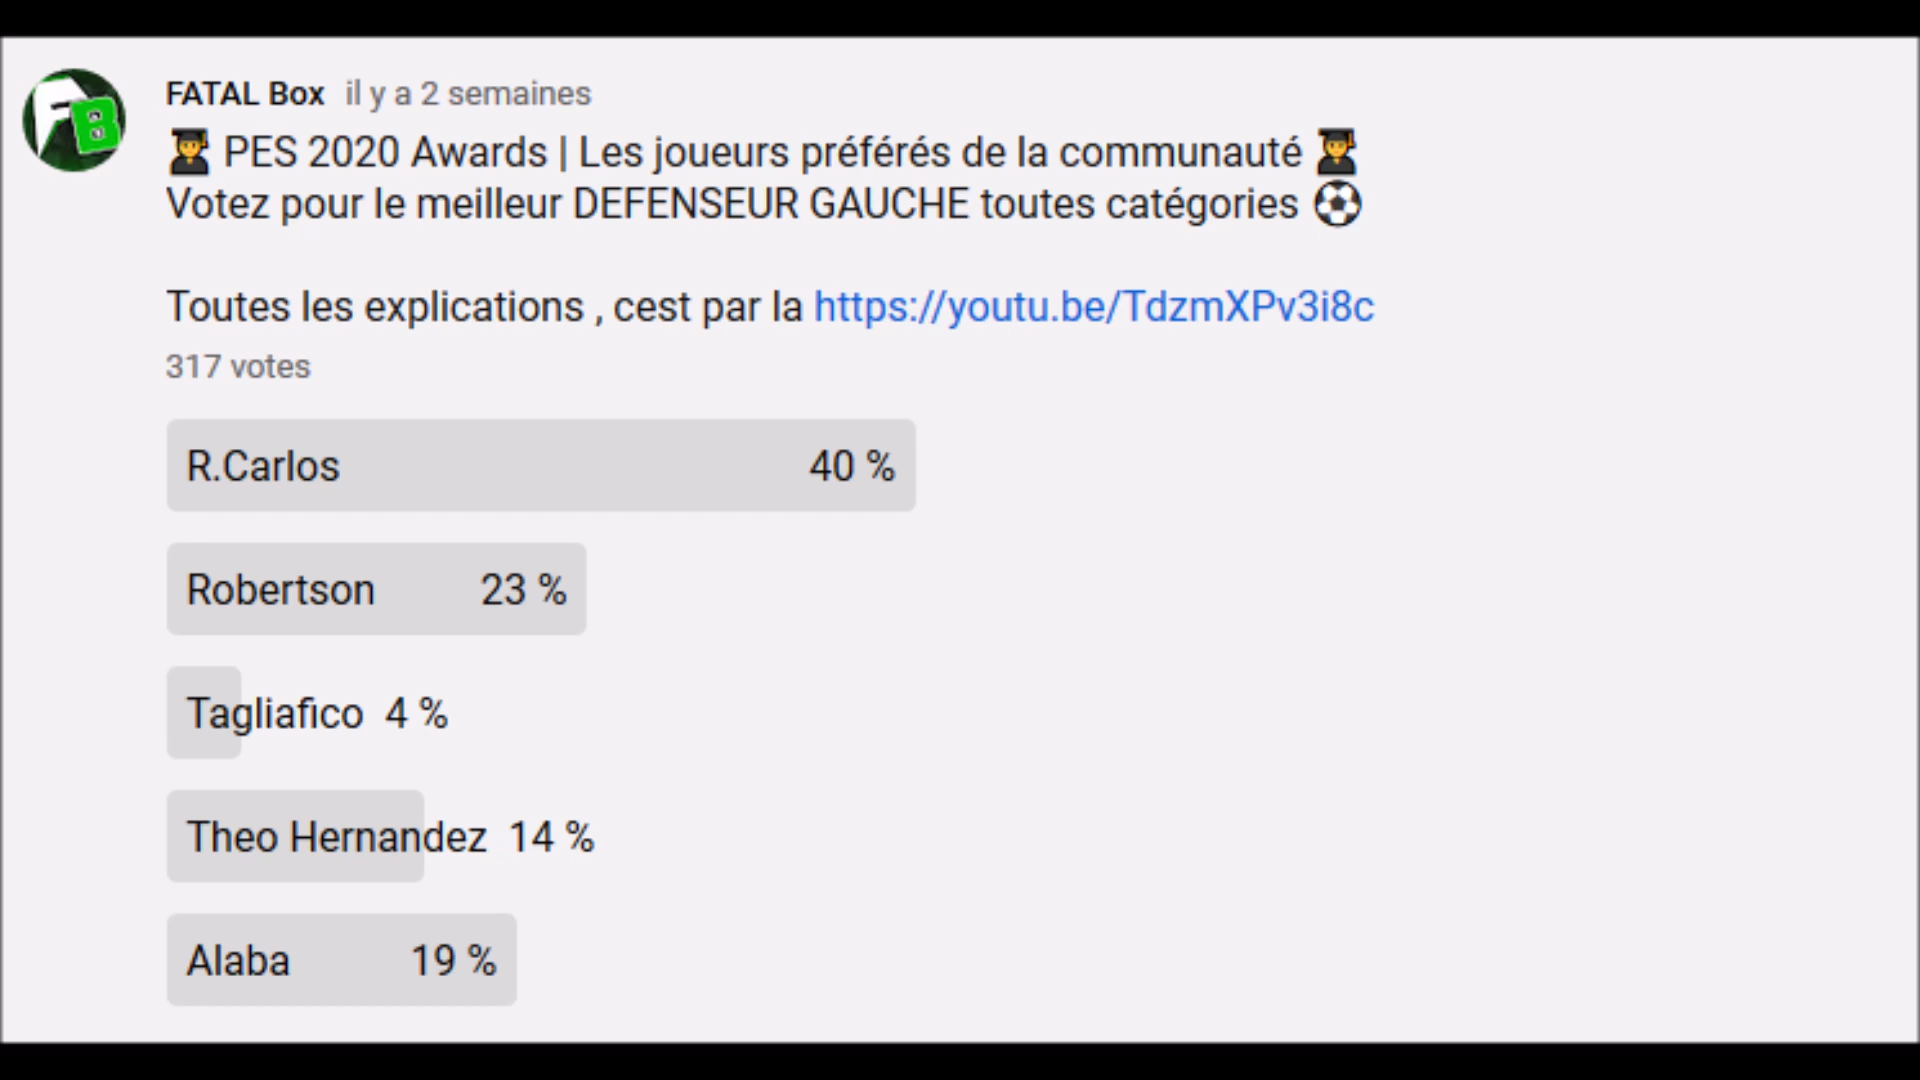 FB
FATAL Box il y a 2 semaines
👨‍🎓 PES 2020 Awards | Les joueurs préférés de la communauté 👨‍🎓
Votez pour le meilleur DEFENSEUR GAUCHE toutes catégories ⚽
Toutes les explications , cest par la https://youtu.be/TdzmXPv3i8c
317 votes
R.Carlos 40 %
Robertson 23 %
Tagliafico 4 %
Theo Hernandez 14 %
Alaba 19 %